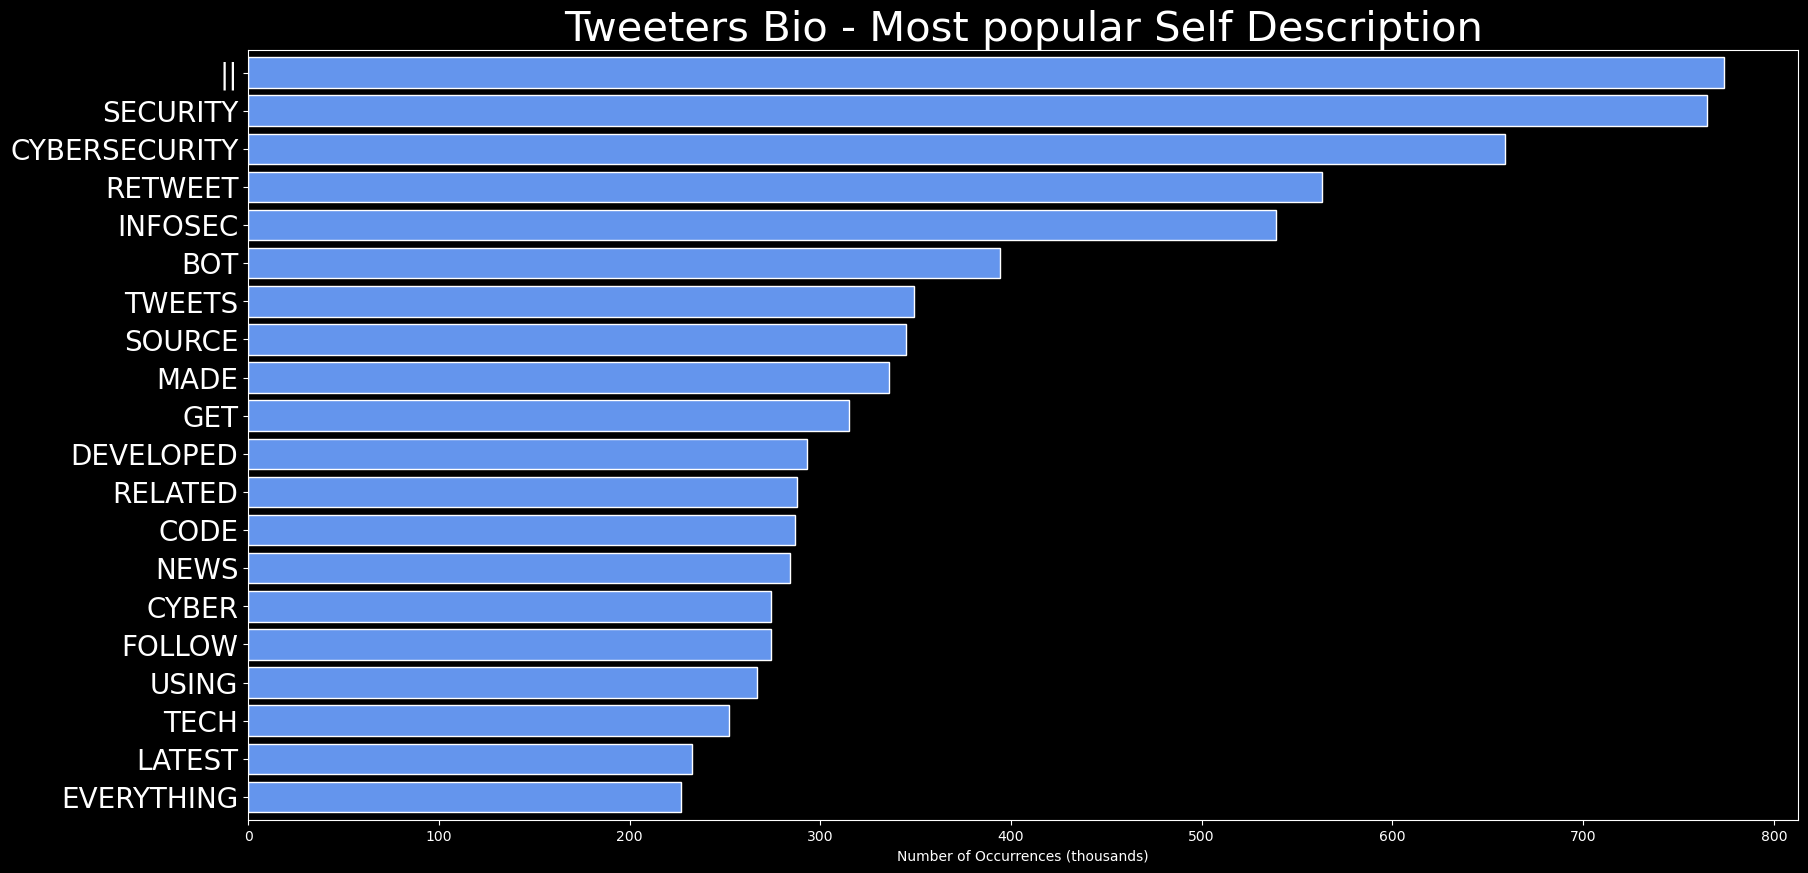 Tweeters Bio - Most popular Self Description
||
SECURITY
CYBERSECURITY
RETWEET
INFOSEC
BOT
TWEETS
SOURCE
MADE
GET
DEVELOPED
RELATED
CODE
NEWS
CYBER
FOLLOW
USING
TECH
LATEST
EVERYTHING
0 100 200 300 400 500 600 700 800
Number of Occurrences (thousands)